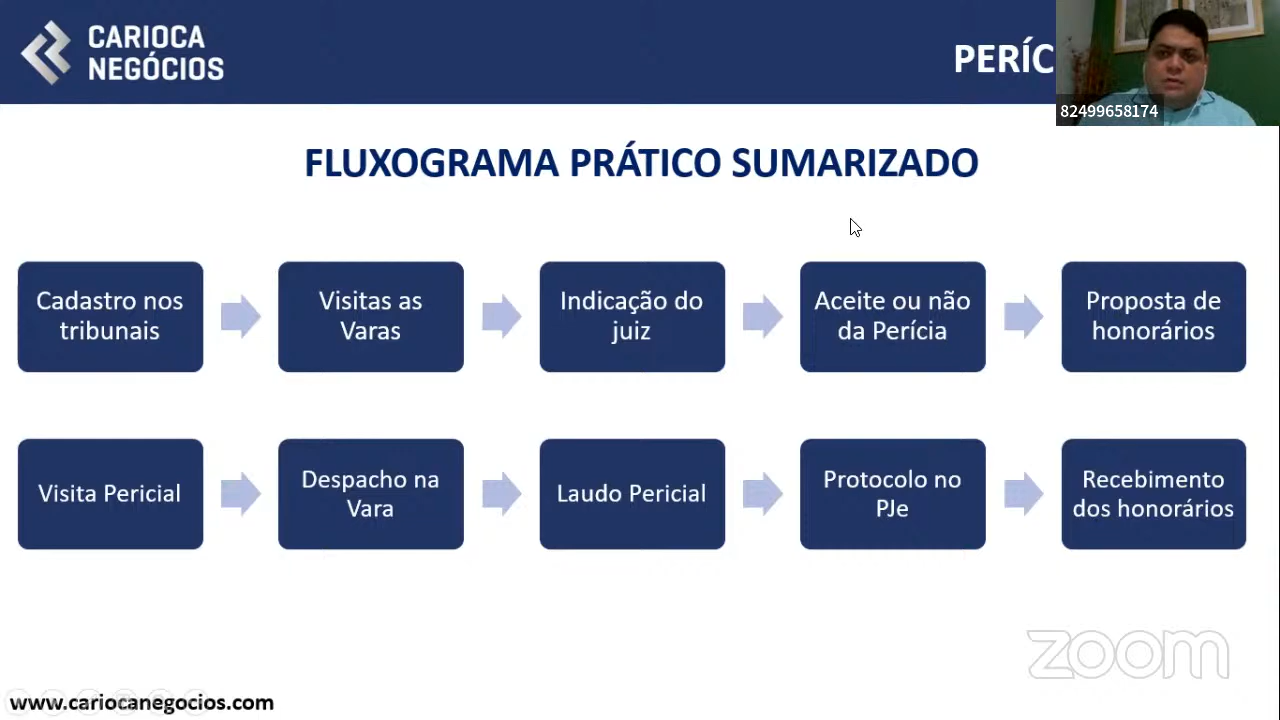 CARIOCA
NEGÓCIOS
PERÍC
82499658174
FLUXOGRAMA PRÁTICO SUMARIZADO
Cadastro nos
tribunais
Visitas as
Varas
Indicação do
juiz
Aceite ou não
da Perícia
Proposta de
honorários
Visita Pericial
Despacho na
Vara
Laudo Pericial
Protocolo no
PJe
Recebimento
dos honorários
zoom
www.cariocanegocios.com